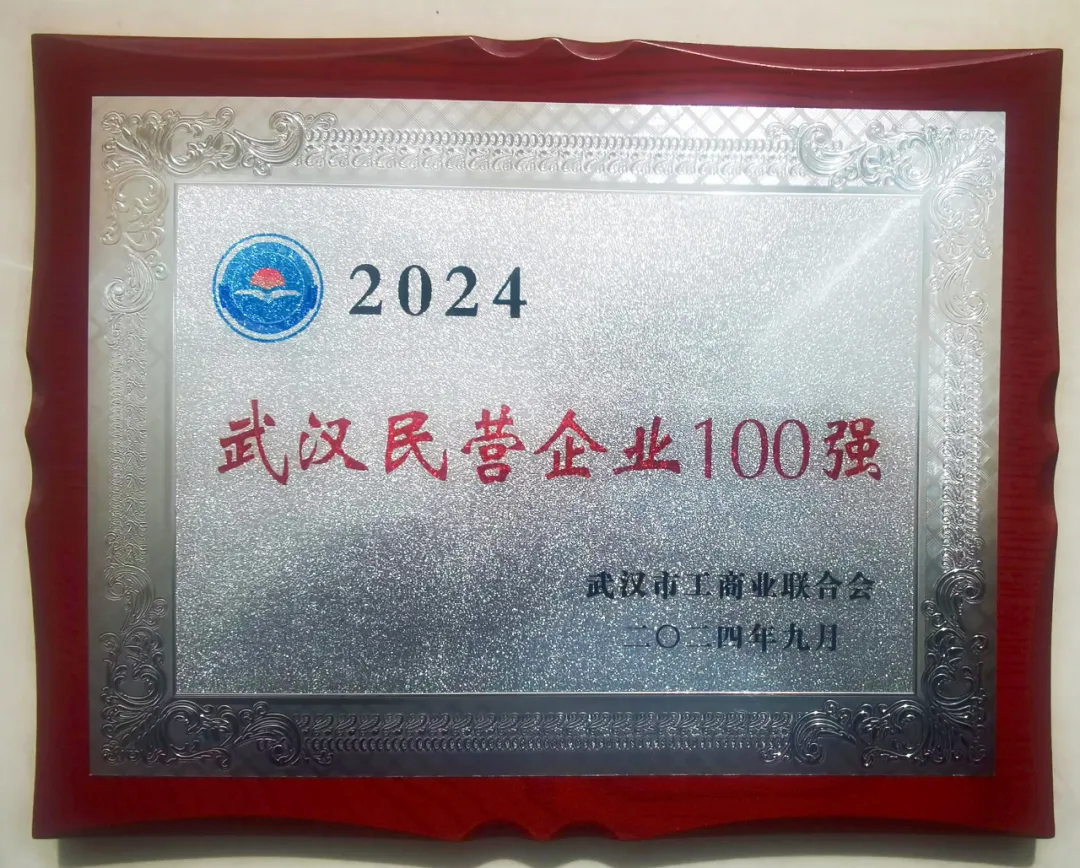 2024
武汉民营企业100强
武汉市工商业联合会
二〇二四年九月